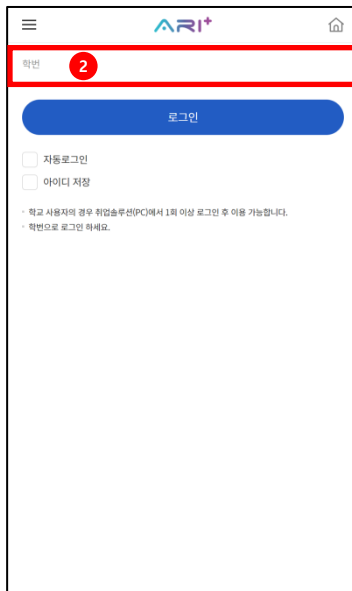 ARI+
학번 2
로그인
자동로그인
아이디 저장
· 학교 사용자의 경우 취업솔루션(PC)에서 1회 이상 로그인 후 이용 가능합니다.
· 학번으로 로그인 하세요.